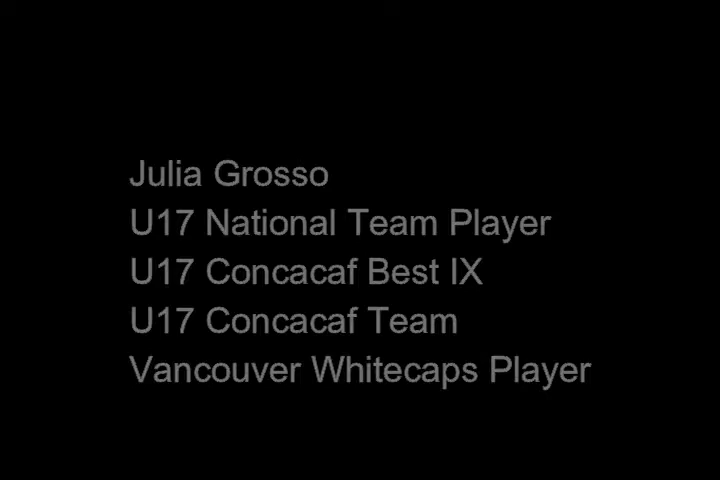 Julia Grosso
U17 National Team Player
U17 Concacaf Best IX
U17 Concacaf Team
Vancouver Whitecaps Player